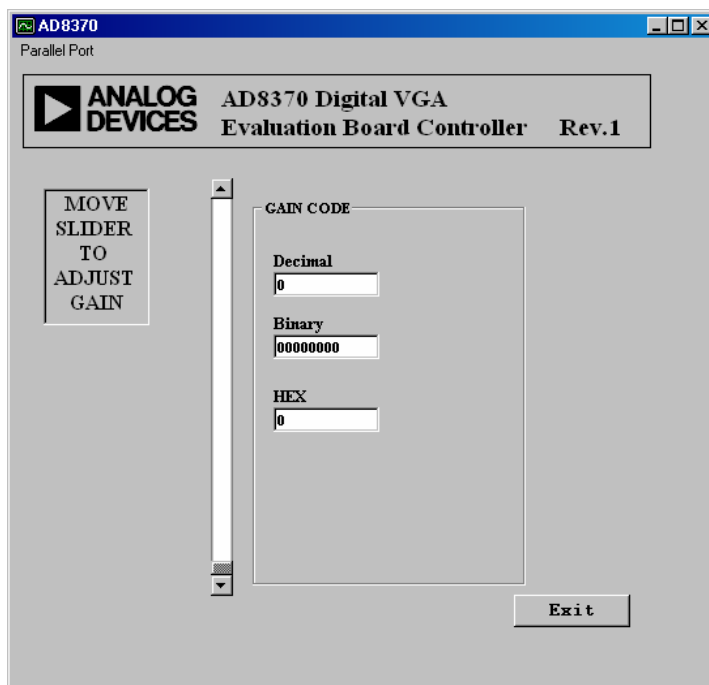 AD8370
Parallel Port
ANALOG
DEVICES
AD8370 Digital VGA
Evaluation Board Controller Rev.1
MOVE
SLIDER
TO
ADJUST
GAIN
GAIN CODE
Decimal
0
Binary
00000000
HEX
0
Exit